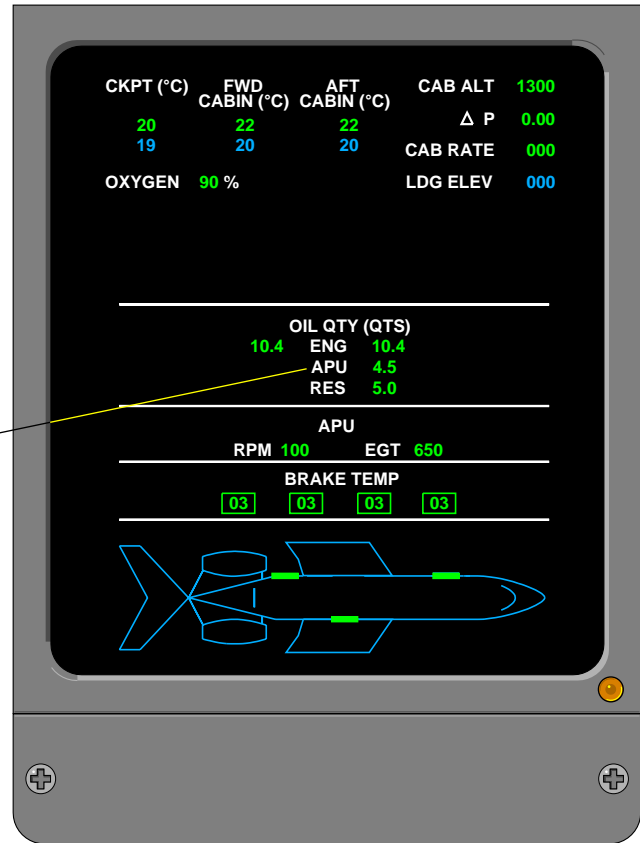 CKPT (°C) FWD CABIN (°C) AFT CABIN (°C) CAB ALT 1300
20 22 22 Δ P 0.00
19 20 20 CAB RATE 000
OXYGEN 90 % LDG ELEV 000
OIL QTY (QTS)
10.4 ENG 10.4
APU 4.5
RES 5.0
APU
RPM 100 EGT 650
BRAKE TEMP
03 03 03 03